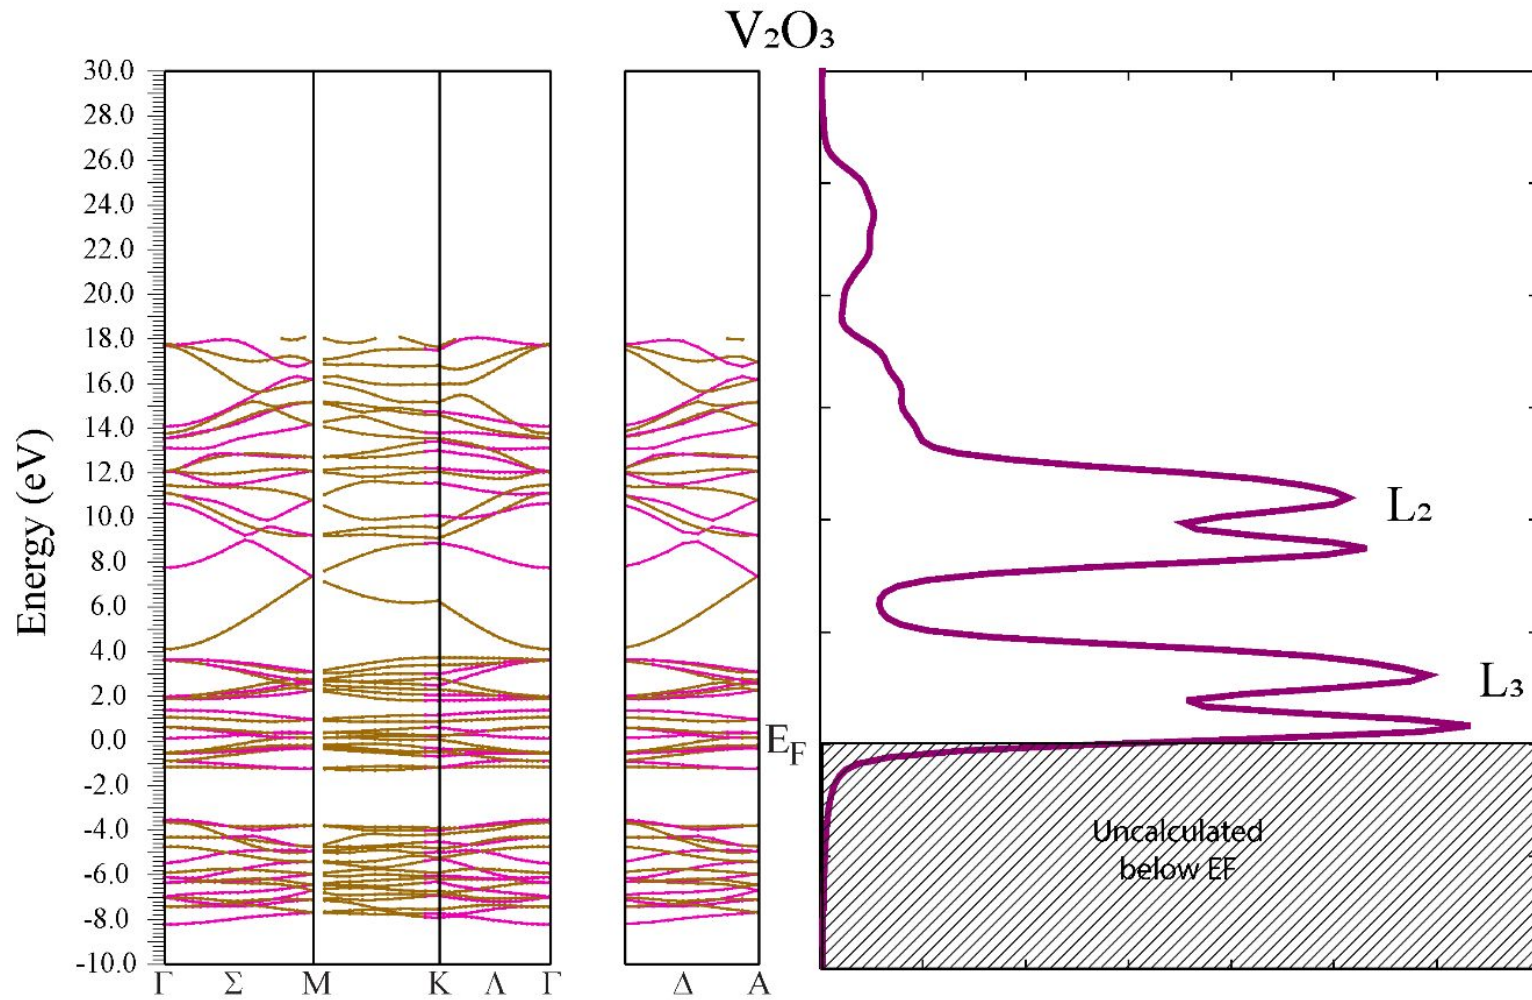 V₂O₃
Energy (eV)
30.0
28.0
26.0
24.0
22.0
20.0
18.0
16.0
14.0
12.0
10.0
8.0
6.0
4.0
2.0
0.0
-2.0
-4.0
-6.0
-8.0
-10.0
Γ Σ M K Λ Γ Δ A
E_F
L₂
L₃
Uncalculated
below EF